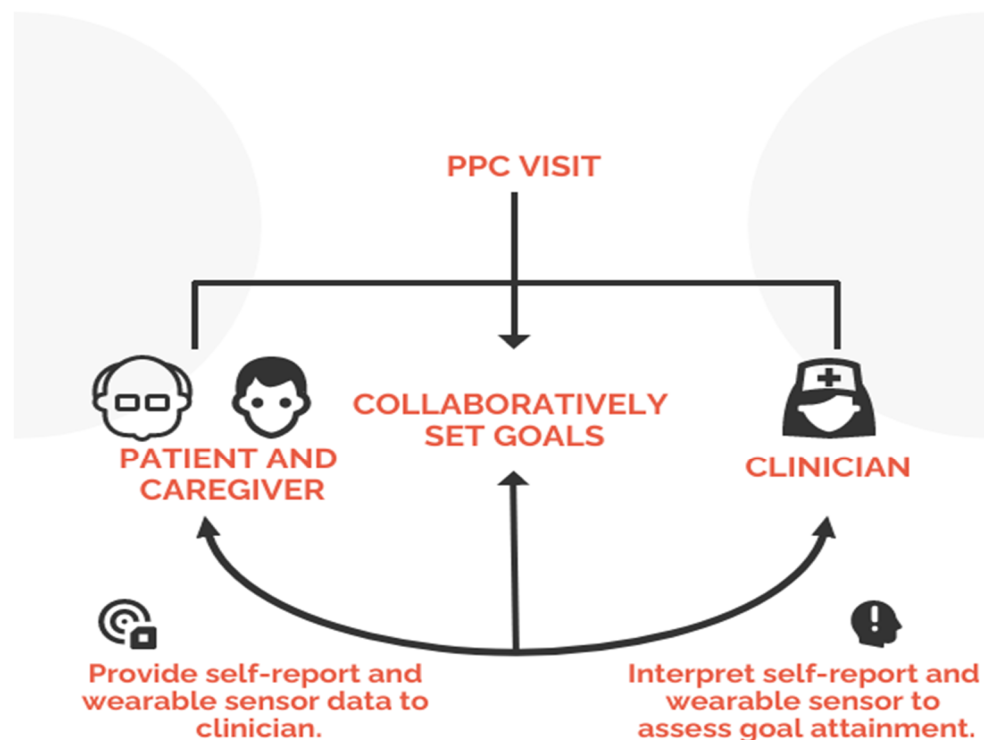 PPC VISIT
COLLABORATIVELY
SET GOALS
PATIENT AND
CAREGIVER
CLINICIAN
Provide self-report and
wearable sensor data to
clinician.
Interpret self-report and
wearable sensor to
assess goal attainment.